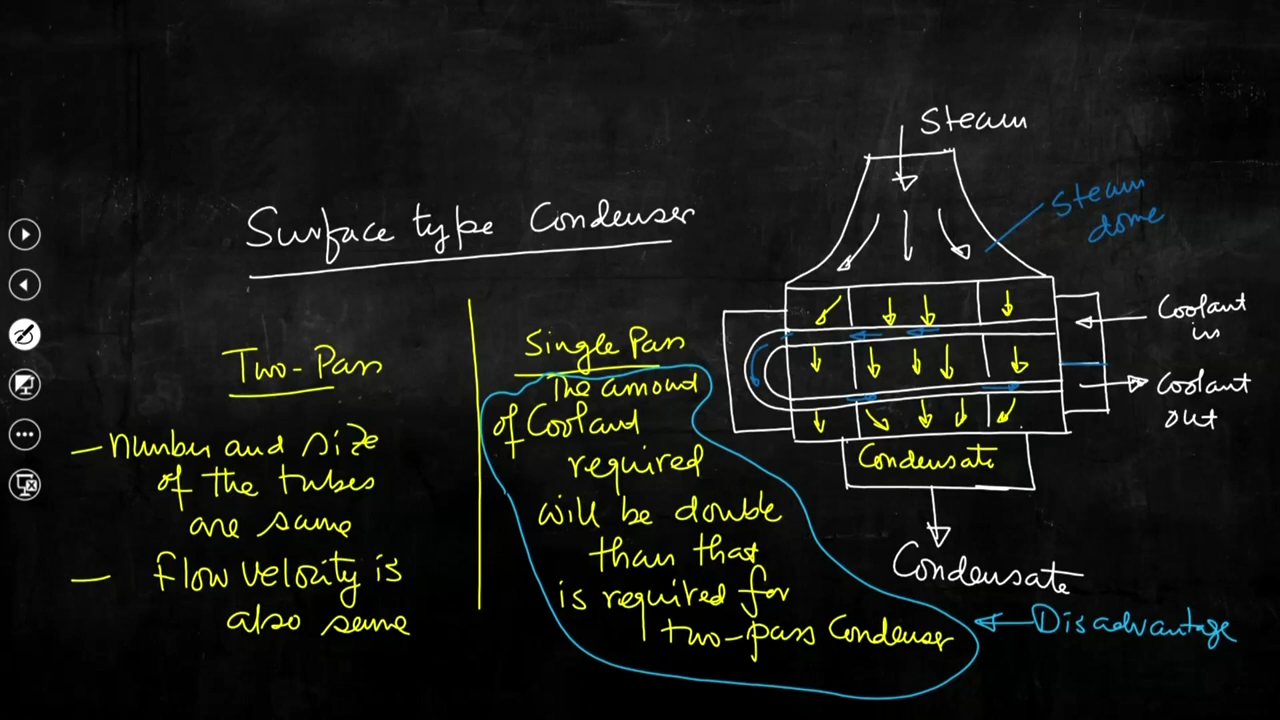 Surface type Condenser
Two-Pass
- Number and size
of the tubes
are same
- Flow velocity is
also same
Single Pass
The amount
of Coolant
required
will be double
than that
is required for
two-pass Condenser
Disadvantage
Steam
Steam
dome
Coolant
in
Coolant
out
Condensate
Condensate